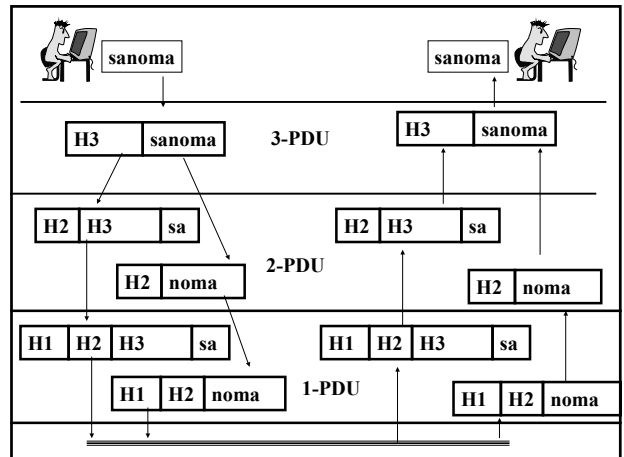 sanoma sanoma
H3 sanoma 3-PDU H3 sanoma
H2 H3 sa H2 H3 sa
H2 noma 2-PDU H2 noma
H1 H2 H3 sa H1 H2 H3 sa
H1 H2 noma 1-PDU H1 H2 noma